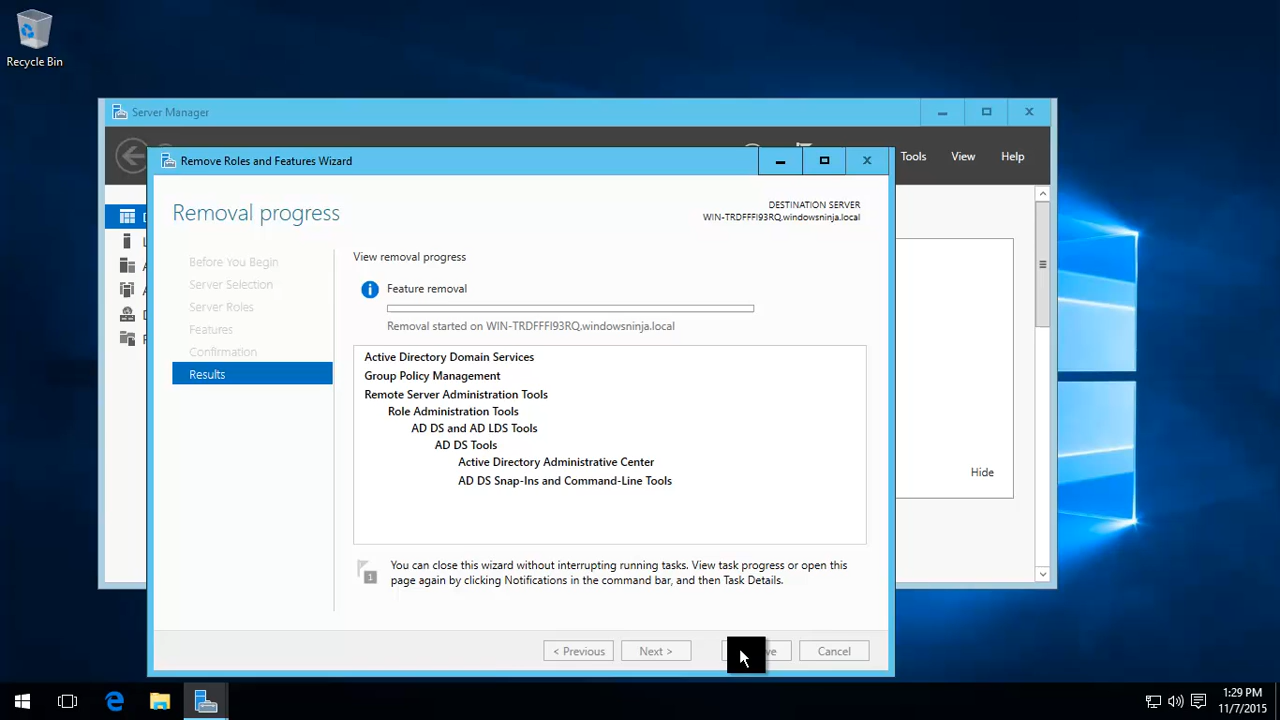 Recycle Bin
Server Manager
Tools View Help
Remove Roles and Features Wizard
Removal progress
DESTINATION SERVER
WIN-TRDFFFI93RQ.windowsninja.local
Before You Begin
Server Selection
Server Roles
Features
Confirmation
Results
View removal progress
Feature removal
Removal started on WIN-TRDFFFI93RQ.windowsninja.local
Active Directory Domain Services
Group Policy Management
Remote Server Administration Tools
Role Administration Tools
AD DS and AD LDS Tools
AD DS Tools
Active Directory Administrative Center
AD DS Snap-Ins and Command-Line Tools
Hide
1
You can close this wizard without interrupting running tasks. View task progress or open this
page again by clicking Notifications in the command bar, and then Task Details.
< Previous Next > Cancel
1:29 PM
11/7/2015